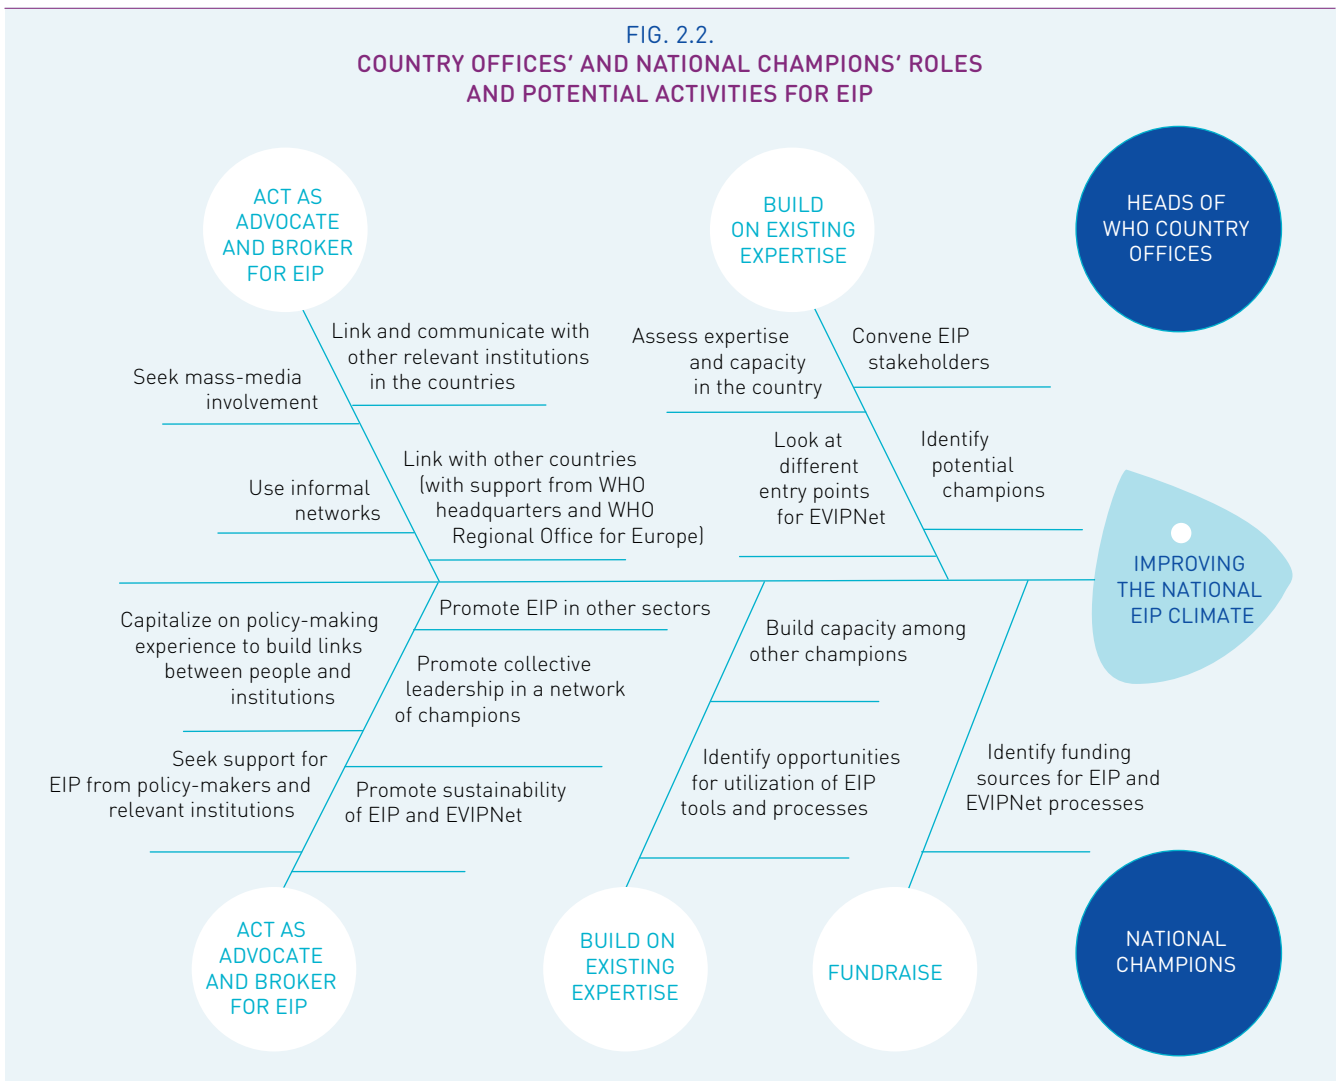 FIG. 2.2.
COUNTRY OFFICES’ AND NATIONAL CHAMPIONS’ ROLES
AND POTENTIAL ACTIVITIES FOR EIP
ACT AS
ADVOCATE
AND BROKER
FOR EIP
BUILD
ON EXISTING
EXPERTISE
HEADS OF
WHO COUNTRY
OFFICES
Link and communicate with
other relevant institutions
in the countries
Seek mass-media
involvement
Link with other countries
(with support from WHO
headquarters and WHO
Regional Office for Europe)
Use informal
networks
Assess expertise
and capacity
in the country
Convene EIP
stakeholders
Look at
different
entry points
for EVIPNet
Identify
potential
champions
IMPROVING
THE NATIONAL
EIP CLIMATE
Capitalize on policy-making
experience to build links
between people and
institutions
Promote EIP in other sectors
Promote collective
leadership in a network
of champions
Seek support for
EIP from policy-makers and
relevant institutions
Promote sustainability
of EIP and EVIPNet
Build capacity among
other champions
Identify opportunities
for utilization of EIP
tools and processes
Identify funding
sources for EIP and
EVIPNet processes
ACT AS
ADVOCATE
AND BROKER
FOR EIP
BUILD ON
EXISTING
EXPERTISE
FUNDRAISE
NATIONAL
CHAMPIONS